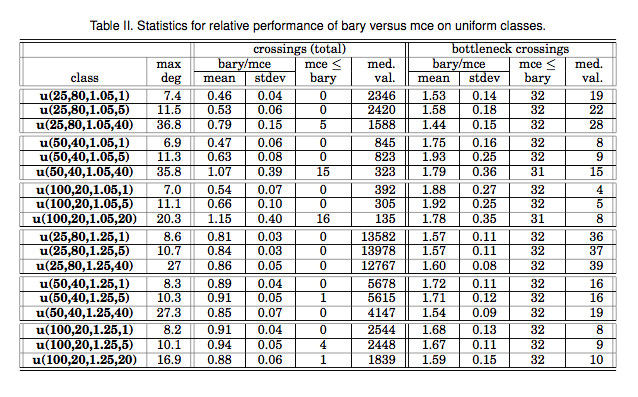 Table II. Statistics for relative performance of bary versus mce on uniform classes.
crossings (total) bottleneck crossings
max bary/mce mce ≤ med. bary/mce mce ≤ med.
class deg mean stdev bary val. mean stdev bary val.
u(25,80,1.05,1) 7.4 0.46 0.04 0 2346 1.53 0.14 32 19
u(25,80,1.05,5) 11.5 0.53 0.06 0 2420 1.58 0.18 32 22
u(25,80,1.05,40) 36.8 0.79 0.15 5 1588 1.44 0.15 32 28
u(50,40,1.05,1) 6.9 0.47 0.06 0 845 1.75 0.16 32 8
u(50,40,1.05,5) 11.3 0.63 0.08 0 823 1.93 0.25 32 9
u(50,40,1.05,40) 35.8 1.07 0.39 15 323 1.79 0.36 31 15
u(100,20,1.05,1) 7.0 0.54 0.07 0 392 1.88 0.27 32 4
u(100,20,1.05,5) 11.1 0.66 0.10 0 305 1.92 0.25 32 5
u(100,20,1.05,20) 20.3 1.15 0.40 16 135 1.78 0.35 31 8
u(25,80,1.25,1) 8.6 0.81 0.03 0 13582 1.57 0.11 32 36
u(25,80,1.25,5) 10.7 0.84 0.03 0 13978 1.57 0.11 32 37
u(25,80,1.25,40) 27 0.86 0.05 0 12767 1.60 0.08 32 39
u(50,40,1.25,1) 8.3 0.89 0.04 0 5678 1.72 0.11 32 16
u(50,40,1.25,5) 10.3 0.91 0.05 1 5615 1.71 0.12 32 16
u(50,40,1.25,40) 27.3 0.85 0.07 0 4147 1.54 0.09 32 19
u(100,20,1.25,1) 8.2 0.91 0.04 0 2544 1.68 0.13 32 8
u(100,20,1.25,5) 10.1 0.94 0.05 4 2448 1.67 0.11 32 9
u(100,20,1.25,20) 16.9 0.88 0.06 1 1839 1.59 0.15 32 10